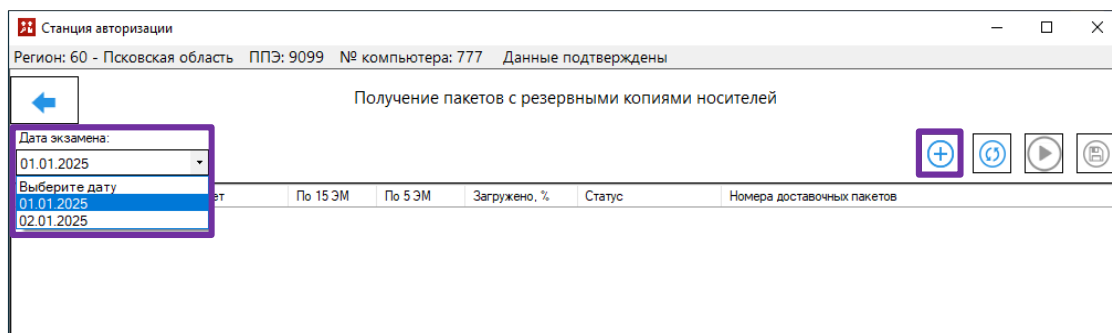 Станция авторизации
Регион: 60 - Псковская область ППЭ: 9099 № компьютера: 777 Данные подтверждены
Получение пакетов с резервными копиями носителей
Дата экзамена:
01.01.2025
Выберите дату
01.01.2025
02.01.2025
По 15 ЭМ По 5 ЭМ Загружено, % Статус Номера доставочных пакетов